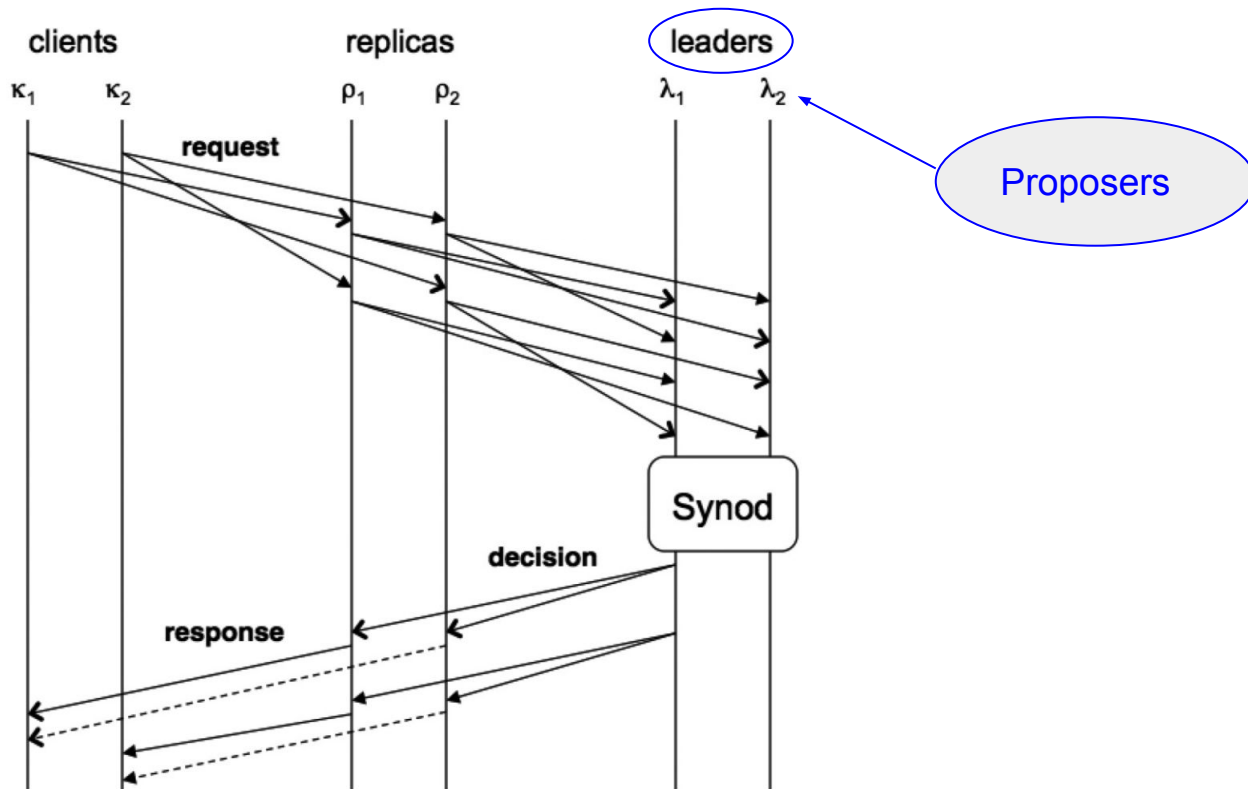 clients replicas leaders
κ₁ κ₂ ρ₁ ρ₂ λ₁ λ₂
request
Proposers
Synod
decision
response